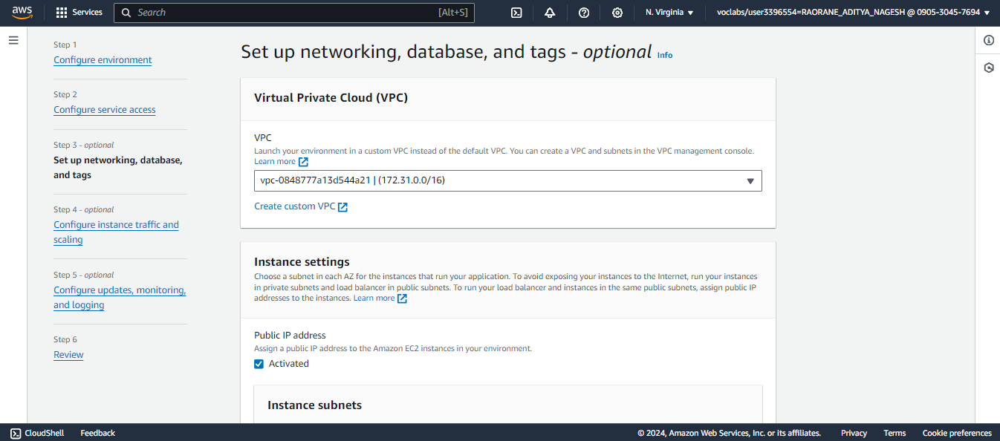 aws
Services
Search
[Alt+S]
N. Virginia
voclabs/user3396554=RAORANE_ADITYA_NAGESH @ 0905-3045-7694
Step 1
Configure environment
Step 2
Configure service access
Step 3 - optional
Set up networking, database,
and tags
Step 4 - optional
Configure instance traffic and
scaling
Step 5 - optional
Configure updates, monitoring,
and logging
Step 6
Review
Set up networking, database, and tags - optional Info
Virtual Private Cloud (VPC)
VPC
Launch your environment in a custom VPC instead of the default VPC. You can create a VPC and subnets in the VPC management console.
Learn more
vpc-0848777a13d544a21 | (172.31.0.0/16)
Create custom VPC
Instance settings
Choose a subnet in each AZ for the instances that run your application. To avoid exposing your instances to the Internet, run your instances
in private subnets and load balancer in public subnets. To run your load balancer and instances in the same public subnets, assign public IP
addresses to the instances. Learn more
Public IP address
Assign a public IP address to the Amazon EC2 instances in your environment.
Activated
Instance subnets
CloudShell
Feedback
© 2024, Amazon Web Services, Inc. or its affiliates.
Privacy
Terms
Cookie preferences